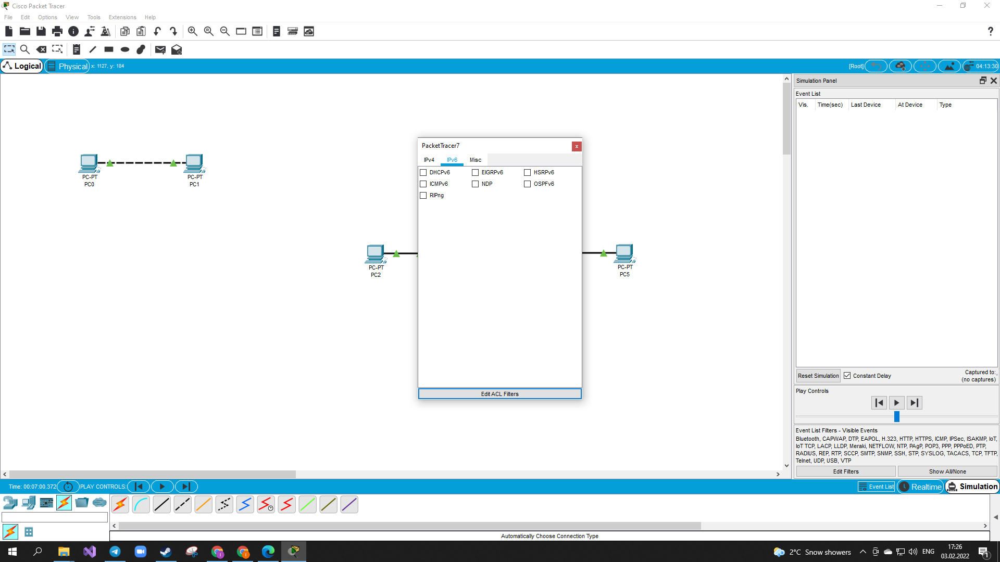 Cisco Packet Tracer
File Edit Options View Tools Extensions Help
Logical Physical x: 1127, y: 184 [Root] 04:13:30
Simulation Panel
Event List
Vis. Time(sec) Last Device At Device Type
PC-PT
PC0
PC-PT
PC1
PC-PT
PC2
PC-PT
PC5
PacketTracer7
x
IPv4 IPv6 Misc
DHCPv6 EIGRPv6 HSRPv6
ICMPv6 NDP OSPFv6
RIPng
Edit ACL Filters
Reset Simulation Constant Delay Captured to:
(no captures)
Play Controls
Event List Filters - Visible Events
Bluetooth, CAPWAP, DTP, EAPOL, H.323, HTTP, HTTPS, ICMP, IPSec, ISAKMP, IoT,
IoT TCP, LACP, LLDP, Meraki, NETFLOW, NTP, PAgP, POP3, PPP, PPPoED, PTP,
RADIUS, REP, RTP, SCCP, SMTP, SNMP, SSH, STP, SYSLOG, TACACS, TCP, TFTP,
Telnet, UDP, USB, VTP
Edit Filters Show All/None
Time: 00:07:00.372 PLAY CONTROLS: Event List Realtime Simulation
Automatically Choose Connection Type
2°C Snow showers ENG 17:26
03.02.2022 1